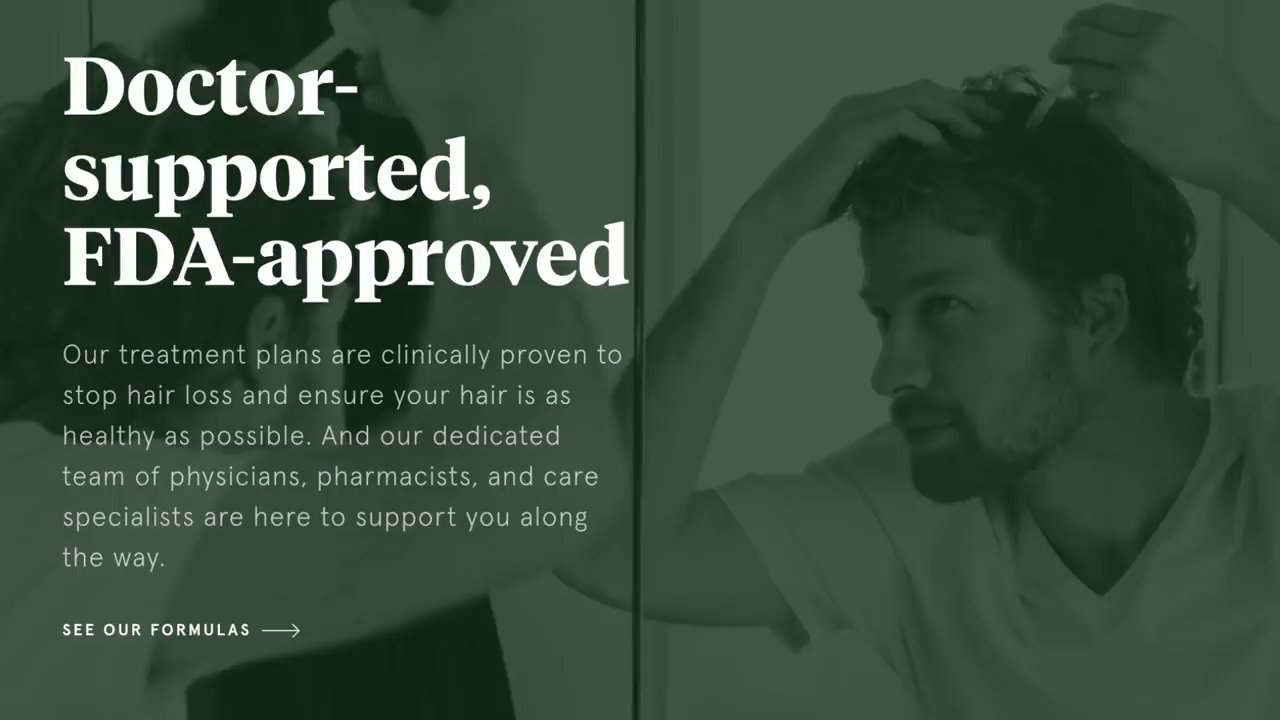 Doctor-
supported,
FDA-approved
Our treatment plans are clinically proven to
stop hair loss and ensure your hair is as
healthy as possible. And our dedicated
team of physicians, pharmacists, and care
specialists are here to support you along
the way.
SEE OUR FORMULAS